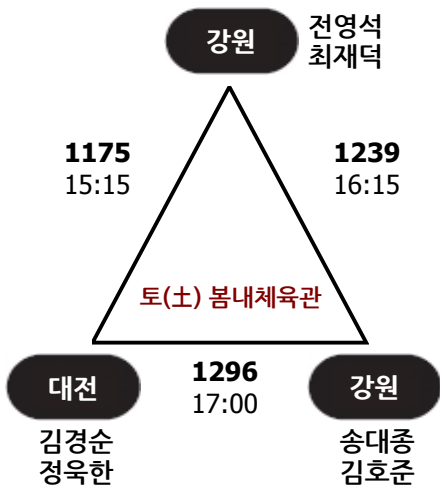 강원
전영석
최재덕
1175
15:15
1239
16:15
토(土) 봄내체육관
대전
1296
17:00
강원
김경순
정욱한
송대종
김호준